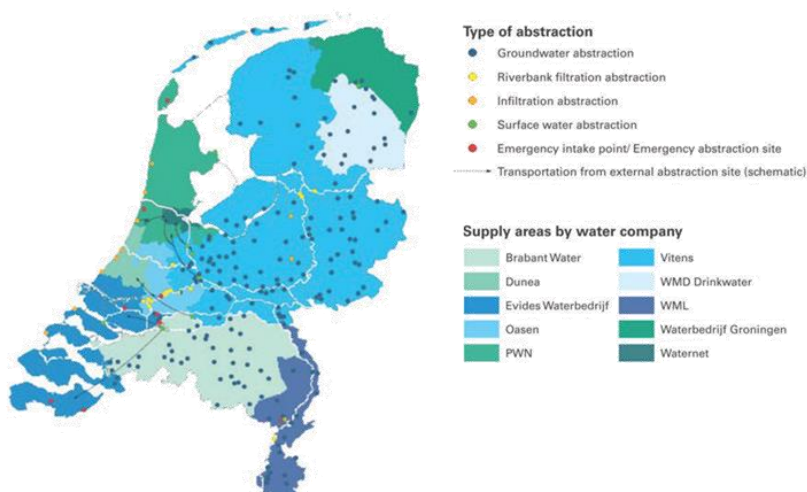 Type of abstraction
Groundwater abstraction
Riverbank filtration abstraction
Infiltration abstraction
Surface water abstraction
Emergency intake point/ Emergency abstraction site
Transportation from external abstraction site (schematic)
Supply areas by water company
Brabant Water
Dunea
Evides Waterbedrijf
Oasen
PWN
Vitens
WMD Drinkwater
WML
Waterbedrijf Groningen
Waternet